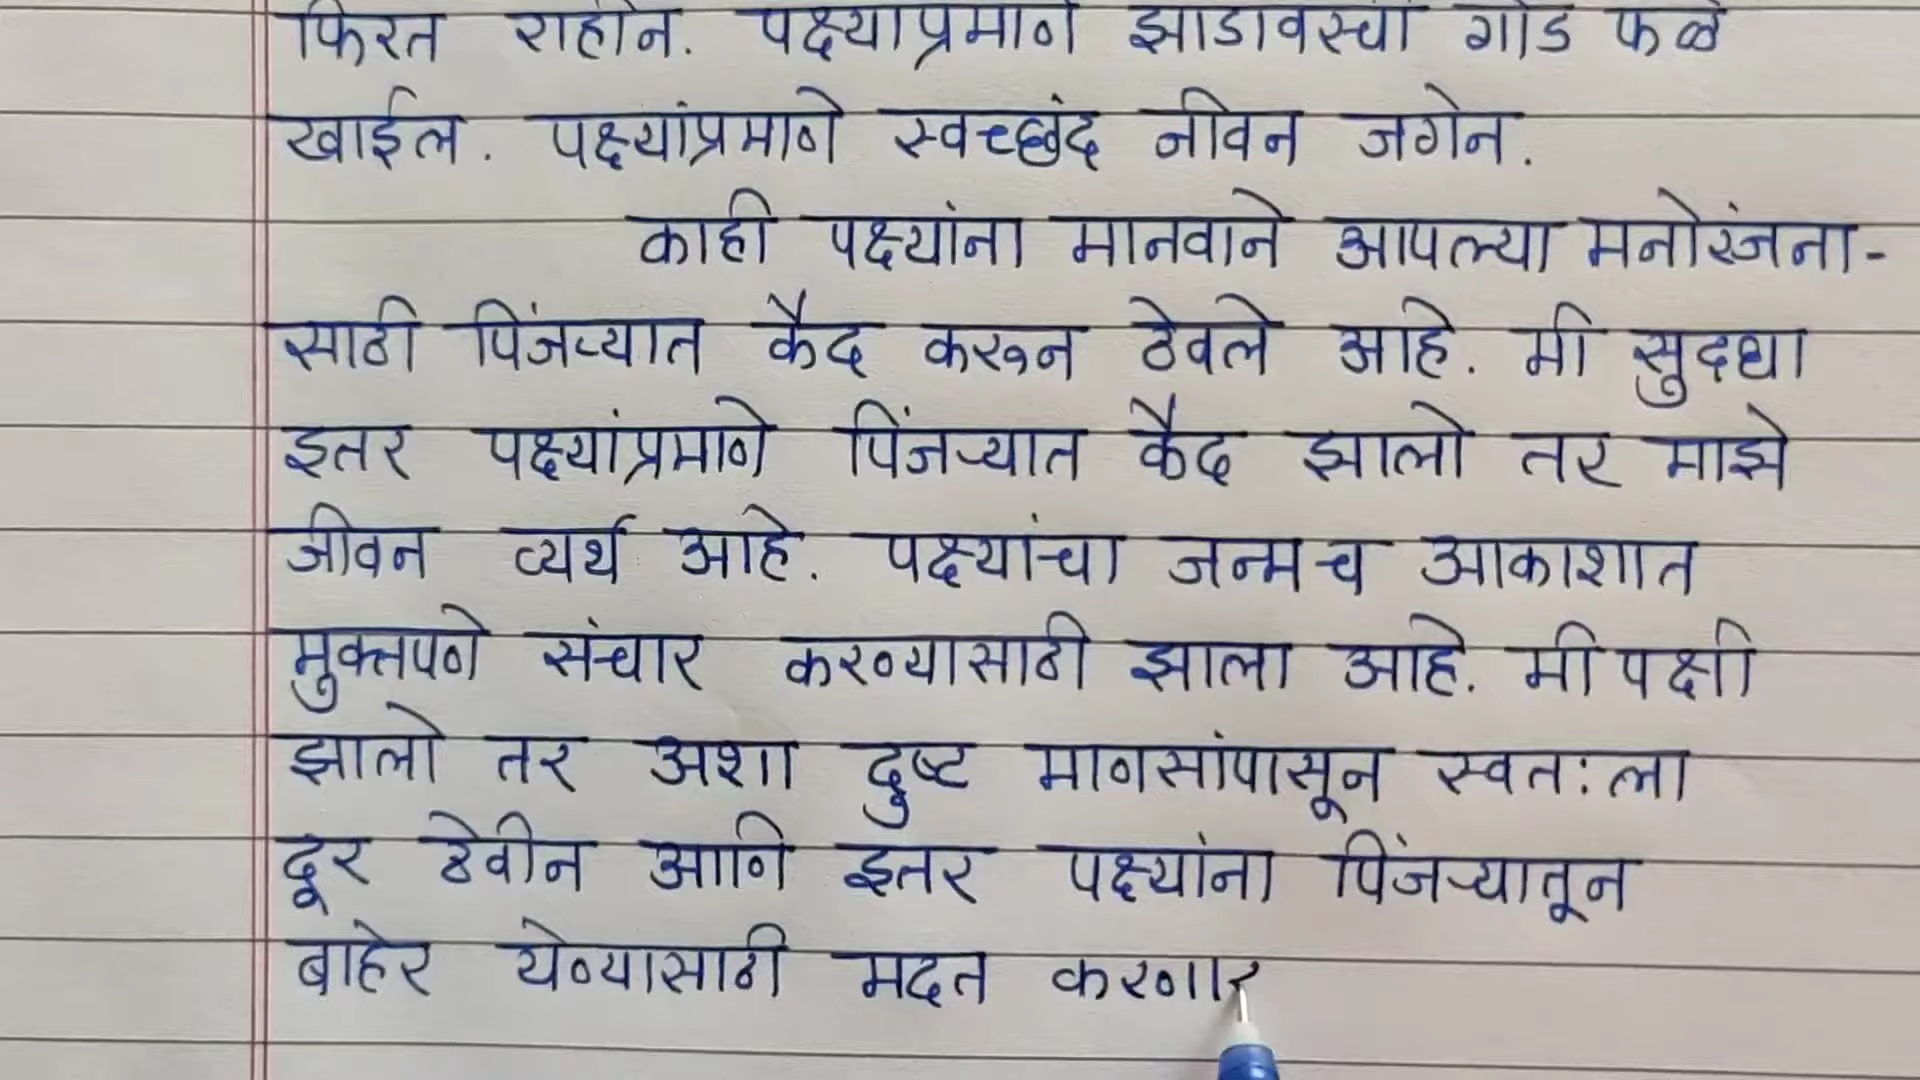 फिरत राहीन. पक्ष्याप्रमाणे झाडावरची गोड फळे
खाईल. पक्ष्यांप्रमाणे स्वच्छंद जीवन जगेन.
काही पक्ष्यांना मानवाने आपल्या मनोरंजना-
साठी पिंजऱ्यात कैद करून ठेवले आहे. मी सुदधा
इतर पक्ष्यांप्रमाणे पिंजऱ्यात कैद झालो तर माझे
जीवन व्यर्थ आहे. पक्ष्यांचा जन्मच आकाशात
मुक्तपणे संचार करण्यासाठी झाला आहे. मी पक्षी
झालो तर अशा दुष्ट माणसांपासून स्वत:ला
दूर ठेवीन आणि इतर पक्ष्यांना पिंजऱ्यातून
बाहेर येण्यासाठी मदत करणार